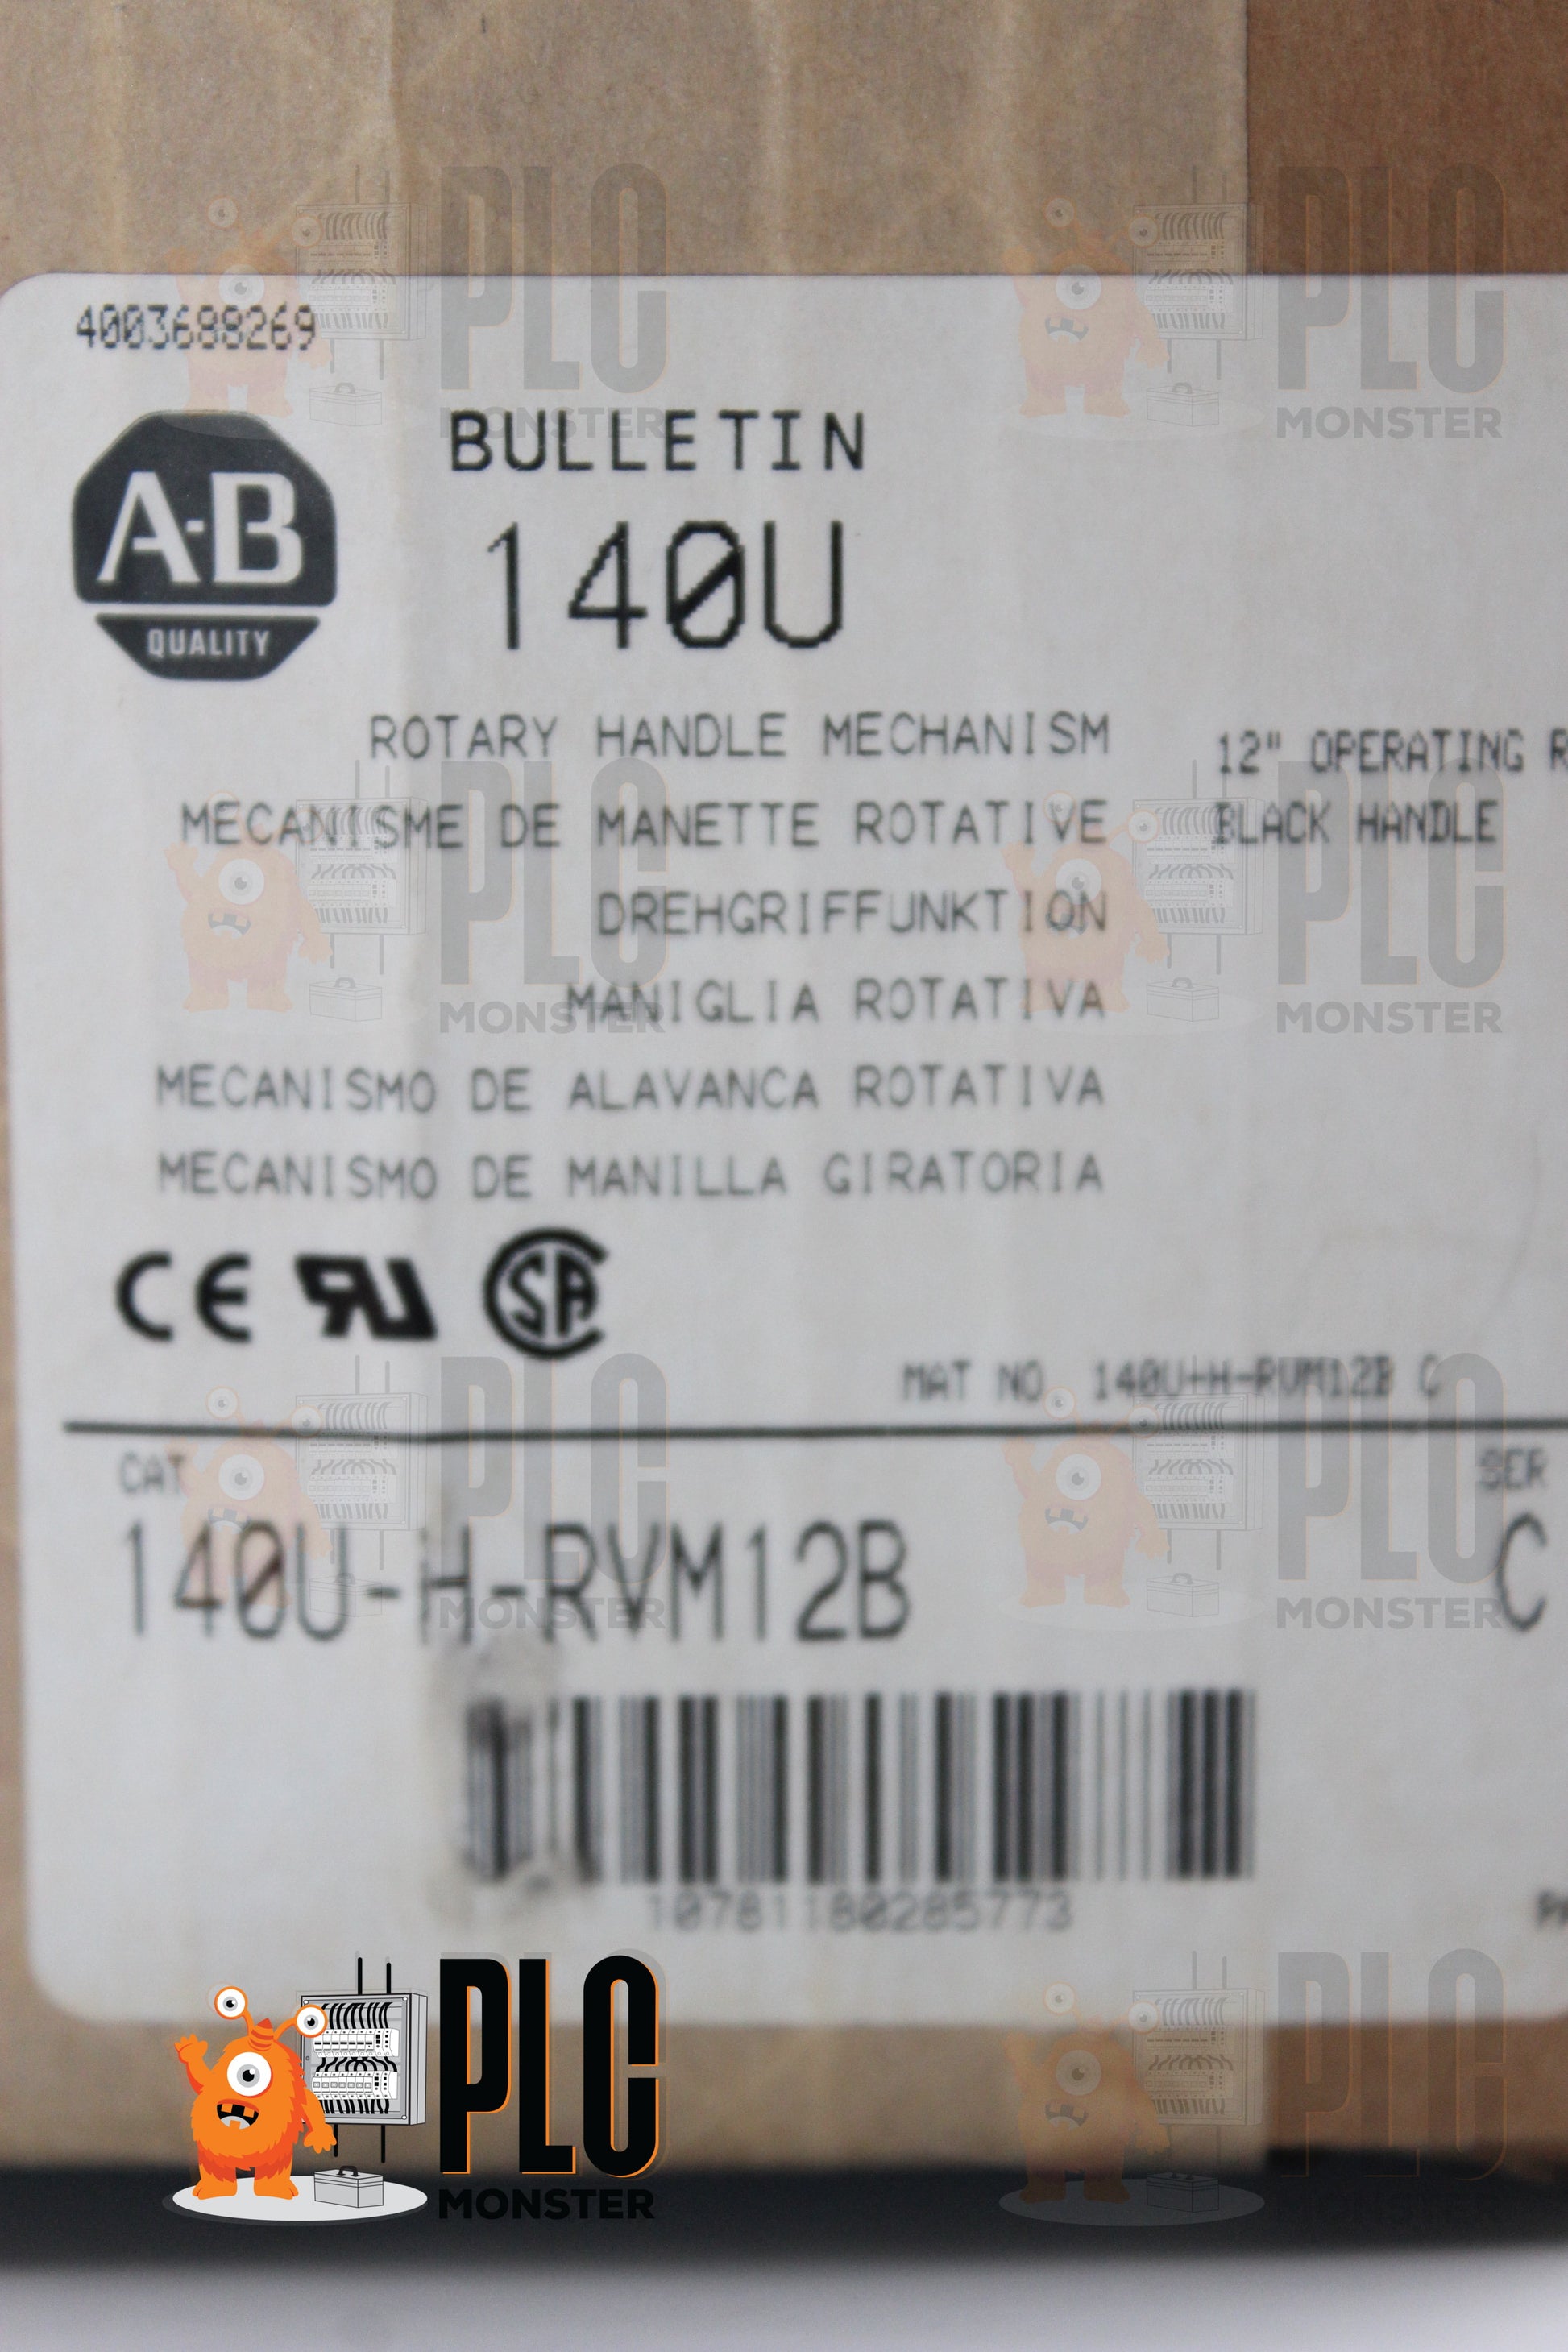 4003688269
A-B
QUALITY
BULLETIN
140U
ROTARY HANDLE MECHANISM
12" OPERATING R
MECANISME DE MANETTE ROTATIVE
BLACK HANDLE
DREHGRIFFUNKTION
MANIGLIA ROTATIVA
MECANISMO DE ALAVANCA ROTATIVA
MECANISMO DE MANILLA GIRATORIA
CE RU SA
MAT NO. 140U-H-RVM12B C
CAT
SER
140U-H-RVM12B
C
10781180285773
PLC
MONSTER